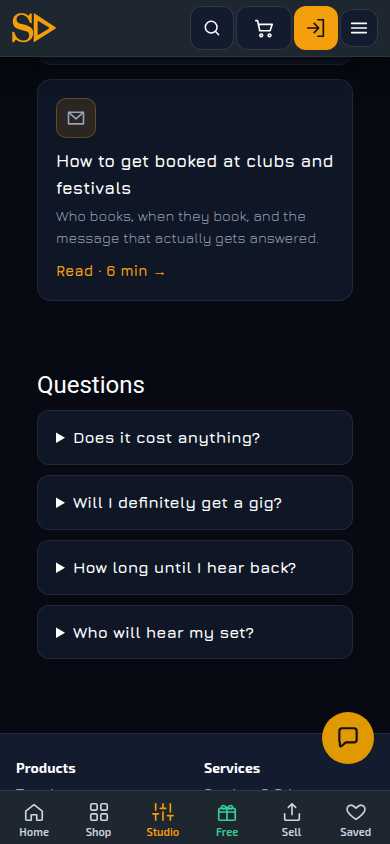 S
How to get booked at clubs and
festivals
Who books, when they book, and the
message that actually gets answered.
Read · 6 min →
Questions
Does it cost anything?
Will I definitely get a gig?
How long until I hear back?
Who will hear my set?
Products
Services
Home
Shop
Studio
Free
Sell
Saved